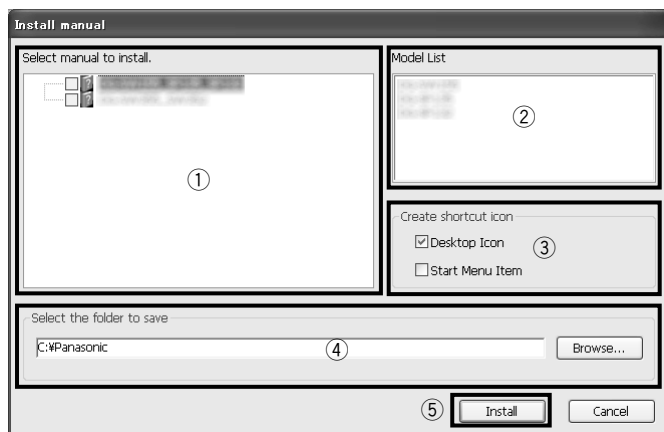 Install manual
Select manual to install.
①
Model List
②
Create shortcut icon
Desktop Icon
③
Start Menu Item
Select the folder to save
C:¥Panasonic
④
Browse...
⑤
Install
Cancel